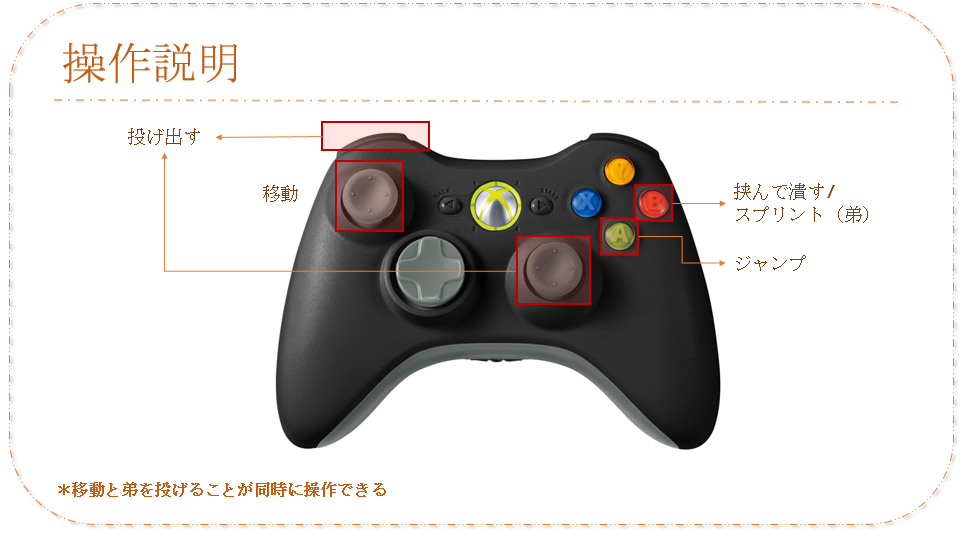 操作説明
投げ出す
移動
BACK
START
Y
X
B
A
挟んで潰す/
スプリント（弟）
ジャンプ
＊移動と弟を投げることが同時に操作できる